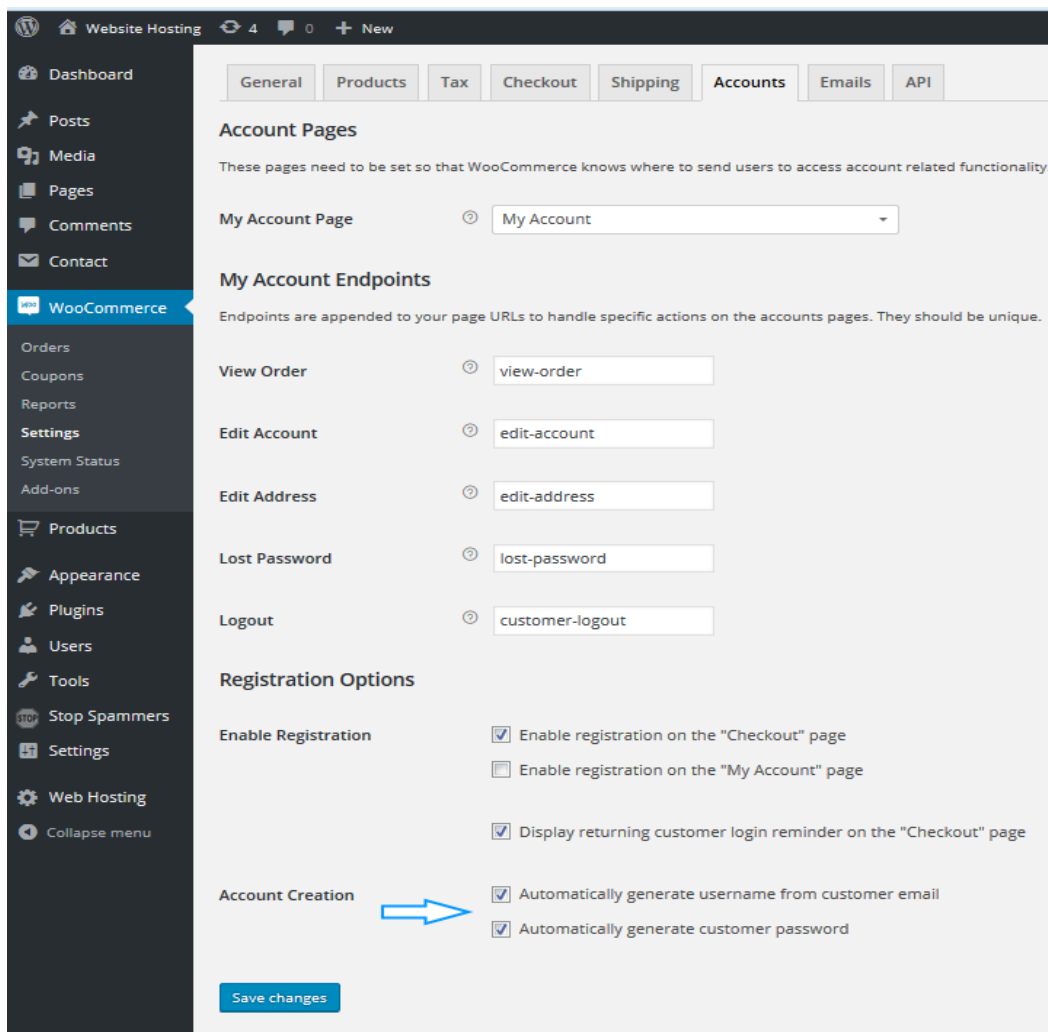 Website Hosting 4 0 + New
Dashboard
Posts
Media
Pages
Comments
Contact
WooCommerce
Orders
Coupons
Reports
Settings
System Status
Add-ons
Products
Appearance
Plugins
Users
Tools
STOP Stop Spammers
Settings
Web Hosting
Collapse menu
General Products Tax Checkout Shipping Accounts Emails API
Account Pages
These pages need to be set so that WooCommerce knows where to send users to access account related functionality
My Account Page ? My Account
My Account Endpoints
Endpoints are appended to your page URLs to handle specific actions on the accounts pages. They should be unique.
View Order ? view-order
Edit Account ? edit-account
Edit Address ? edit-address
Lost Password ? lost-password
Logout ? customer-logout
Registration Options
Enable Registration Enable registration on the "Checkout" page
Enable registration on the "My Account" page
Display returning customer login reminder on the "Checkout" page
Account Creation Automatically generate username from customer email
Automatically generate customer password
Save changes